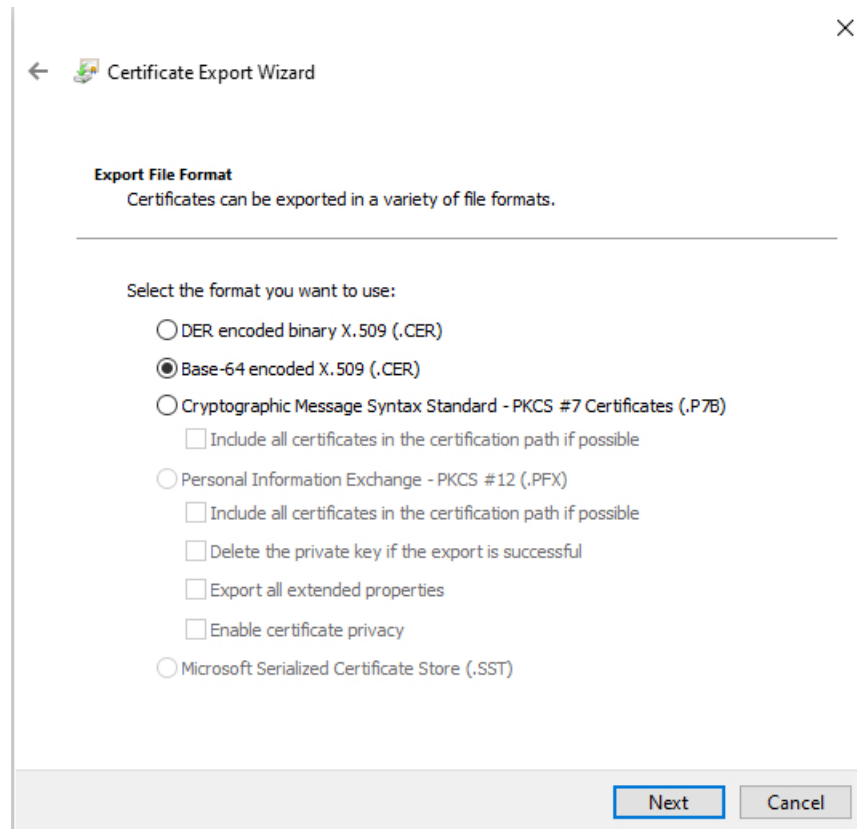 Certificate Export Wizard
Export File Format
Certificates can be exported in a variety of file formats.
Select the format you want to use:
DER encoded binary X.509 (.CER)
Base-64 encoded X.509 (.CER)
Cryptographic Message Syntax Standard - PKCS #7 Certificates (.P7B)
Include all certificates in the certification path if possible
Personal Information Exchange - PKCS #12 (.PFX)
Include all certificates in the certification path if possible
Delete the private key if the export is successful
Export all extended properties
Enable certificate privacy
Microsoft Serialized Certificate Store (.SST)
Next Cancel